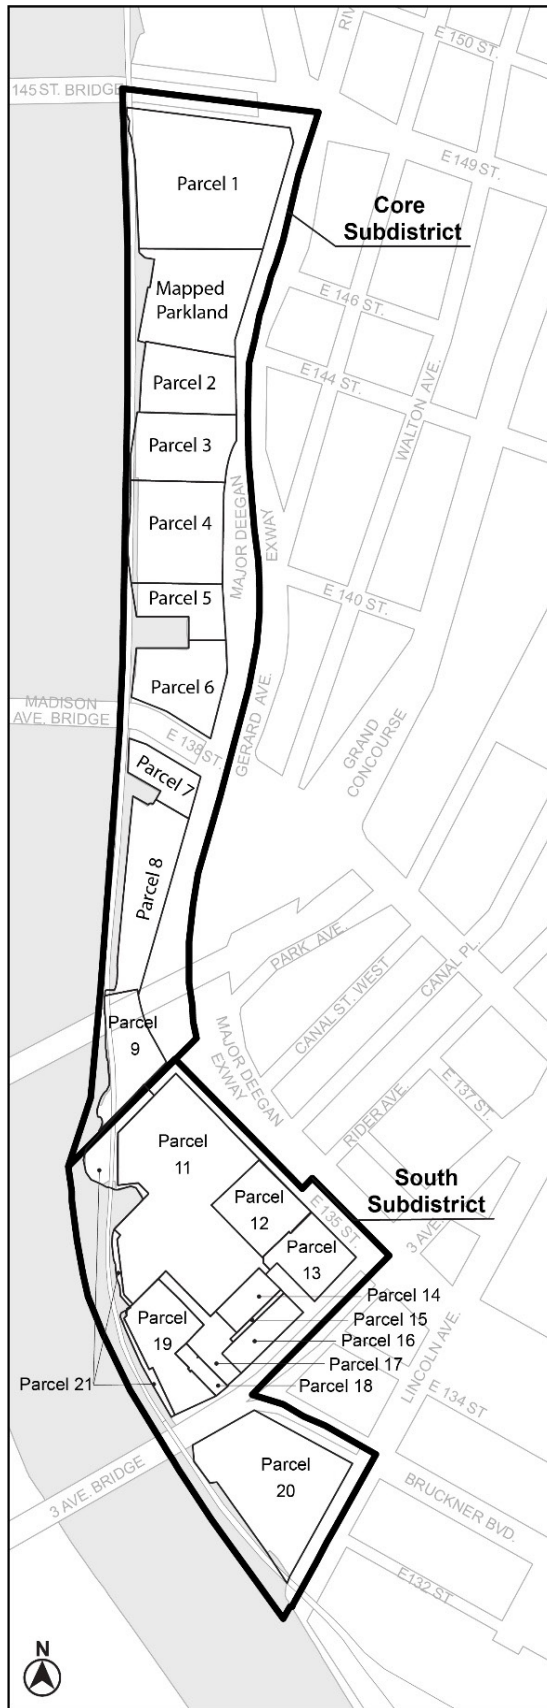 RIV
E 150 ST.
145 ST. BRIDGE
E 149 ST.
Parcel 1
Core
Subdistrict
Mapped
Parkland
E 146 ST.
Parcel 2
E 144 ST.
WALTON AVE.
Parcel 3
MAJOR DEEGAN
EXWAY
Parcel 4
Parcel 5
E 140 ST.
Parcel 6
MADISON
AVE. BRIDGE
E 138 ST.
GERARD AVE.
GRAND
CONCOURSE
Parcel 7
Parcel 8
PARK AVE.
CANAL ST. WEST
CANAL PL.
Parcel
9
MAJOR DEEGAN
EXWAY
RIDER AVE.
E 137 ST.
Parcel
11
South
Subdistrict
Parcel
12
E 135 ST.
3 AVE.
Parcel
13
Parcel 14
Parcel
19
Parcel 15
Parcel 16
Parcel 17
Parcel 18
Parcel 21
LINCOLN AVE.
E 134 ST
Parcel
20
3 AVE. BRIDGE
BRUCKNER BVD.
E 132 ST
N